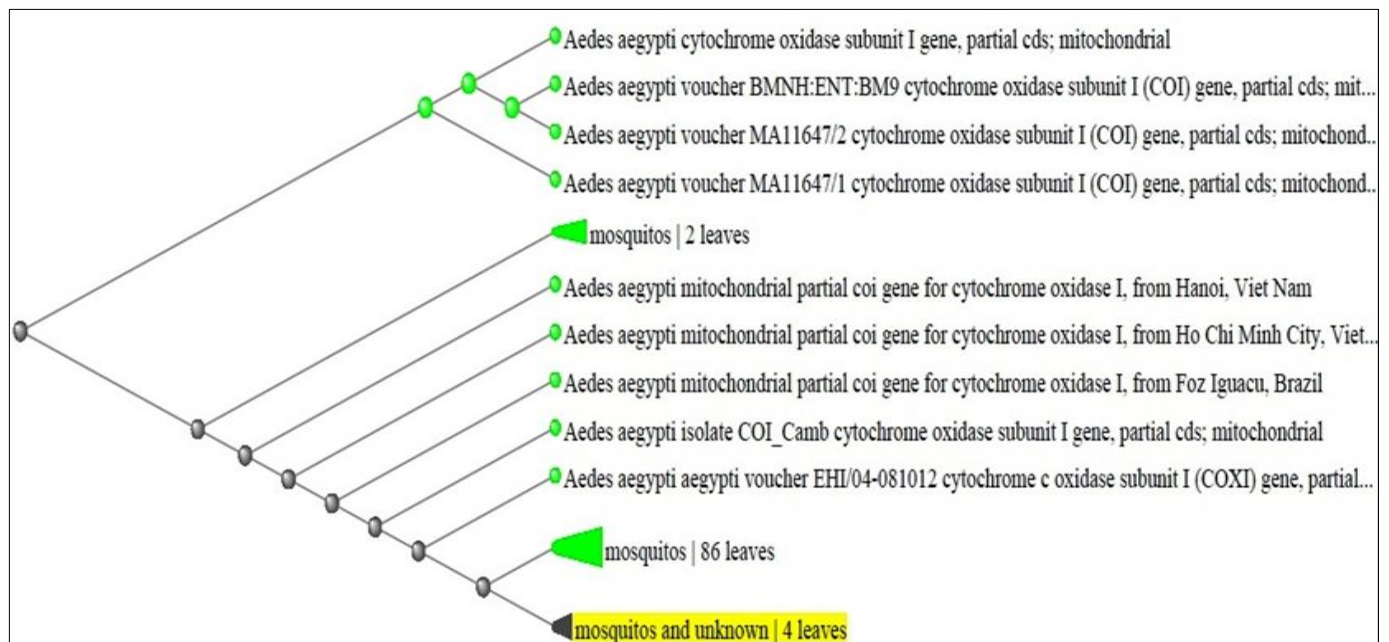 Aedes aegypti cytochrome oxidase subunit I gene, partial cds; mitochondrial
Aedes aegypti voucher BMNH:ENT:BM9 cytochrome oxidase subunit I (COI) gene, partial cds; mit...
Aedes aegypti voucher MA11647/2 cytochrome oxidase subunit I (COI) gene, partial cds; mitochond..
Aedes aegypti voucher MA11647/1 cytochrome oxidase subunit I (COI) gene, partial cds; mitochond..
mosquitos | 2 leaves
Aedes aegypti mitochondrial partial coi gene for cytochrome oxidase I, from Hanoi, Viet Nam
Aedes aegypti mitochondrial partial coi gene for cytochrome oxidase I, from Ho Chi Minh City, Viet...
Aedes aegypti mitochondrial partial coi gene for cytochrome oxidase I, from Foz Iguacu, Brazil
Aedes aegypti isolate COI_Camb cytochrome oxidase subunit I gene, partial cds; mitochondrial
Aedes aegypti aegypti voucher EHI/04-081012 cytochrome c oxidase subunit I (COXI) gene, partial...
mosquitos | 86 leaves
mosquitos and unknown | 4 leaves